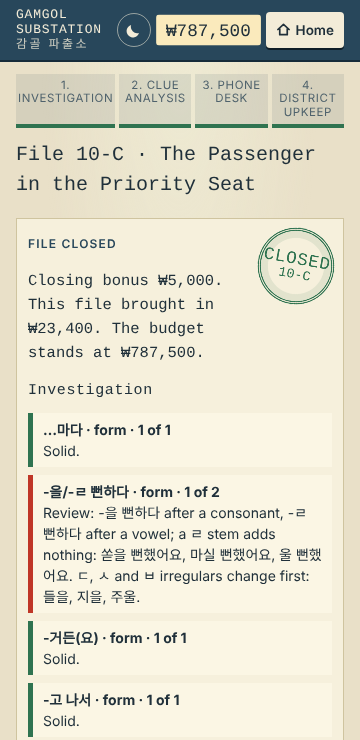 GAMGOL
SUBSTATION
감골 파출소
₩787,500
Home
1.
INVESTIGATION
2. CLUE
ANALYSIS
3. PHONE
DESK
4.
DISTRICT
UPKEEP
File 10-C · The Passenger
in the Priority Seat
FILE CLOSED
CLOSED
10-C
Closing bonus ₩5,000.
This file brought in
₩23,400. The budget
stands at ₩787,500.
Investigation
…마다 · form · 1 of 1
Solid.
-을/-ㄹ 뻔하다 · form · 1 of 2
Review: -을 뻔하다 after a consonant, -ㄹ
뻔하다 after a vowel; a ㄹ stem adds
nothing: 쏟을 뻔했어요, 마실 뻔했어요, 울 뻔했
어요. ㄷ, ㅅ and ㅂ irregulars change first:
들을, 지을, 주울.
-거든(요) · form · 1 of 1
Solid.
-고 나서 · form · 1 of 1
Solid.